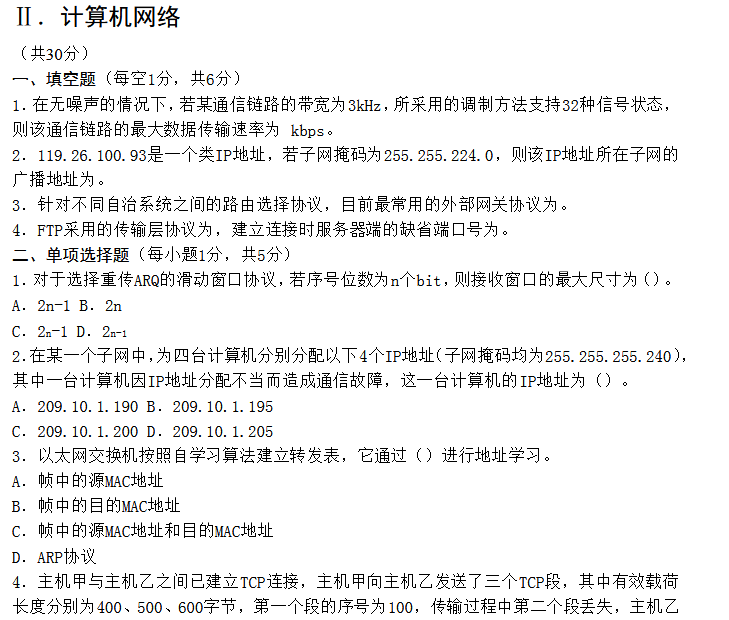 Ⅱ. 计算机网络
（共30分）
一、填空题（每空1分，共6分）
1．在无噪声的情况下，若某通信链路的带宽为3kHz，所采用的调制方法支持32种信号状态，
则该通信链路的最大数据传输速率为 kbps。
2．119.26.100.93是一个类IP地址，若子网掩码为255.255.224.0，则该IP地址所在子网的
广播地址为。
3．针对不同自治系统之间的路由选择协议，目前最常用的外部网关协议为。
4．FTP采用的传输层协议为，建立连接时服务器端的缺省端口号为。
二、单项选择题（每小题1分，共5分）
1．对于选择重传ARQ的滑动窗口协议，若序号位数为n个bit，则接收窗口的最大尺寸为（）。
A．2n-1 B．2n
C．2n-1 D．2n-1
2.在某一个子网中，为四台计算机分别分配以下4个IP地址（子网掩码均为255.255.255.240），
其中一台计算机因IP地址分配不当而造成通信故障，这一台计算机的IP地址为（）。
A．209.10.1.190 B．209.10.1.195
C．209.10.1.200 D．209.10.1.205
3．以太网交换机按照自学习算法建立转发表，它通过（）进行地址学习。
A．帧中的源MAC地址
B．帧中的目的MAC地址
C．帧中的源MAC地址和目的MAC地址
D．ARP协议
4．主机甲与主机乙之间已建立TCP连接，主机甲向主机乙发送了三个TCP段，其中有效载荷
长度分别为400、500、600字节，第一个段的序号为100，传输过程中第二个段丢失，主机乙